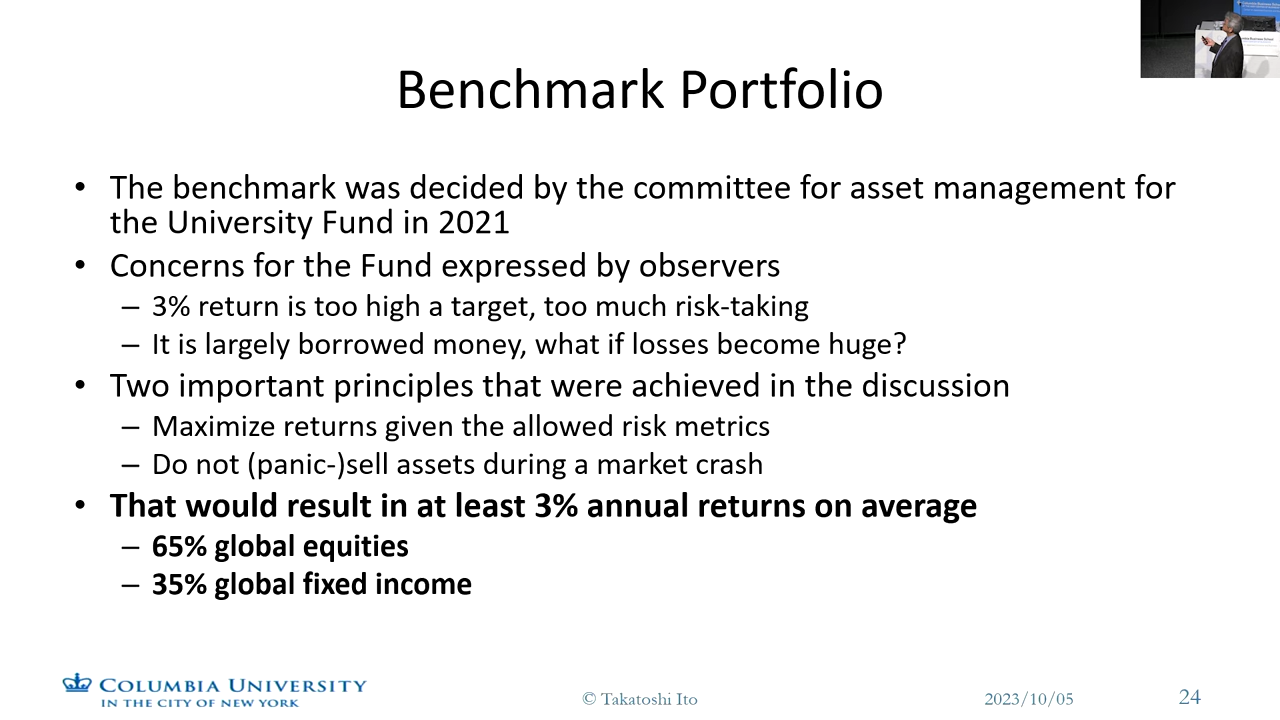 Benchmark Portfolio
• The benchmark was decided by the committee for asset management for
the University Fund in 2021
• Concerns for the Fund expressed by observers
– 3% return is too high a target, too much risk-taking
– It is largely borrowed money, what if losses become huge?
• Two important principles that were achieved in the discussion
– Maximize returns given the allowed risk metrics
– Do not (panic-)sell assets during a market crash
• That would result in at least 3% annual returns on average
– 65% global equities
– 35% global fixed income
COLUMBIA UNIVERSITY
IN THE CITY OF NEW YORK
© Takatoshi Ito
2023/10/05
24